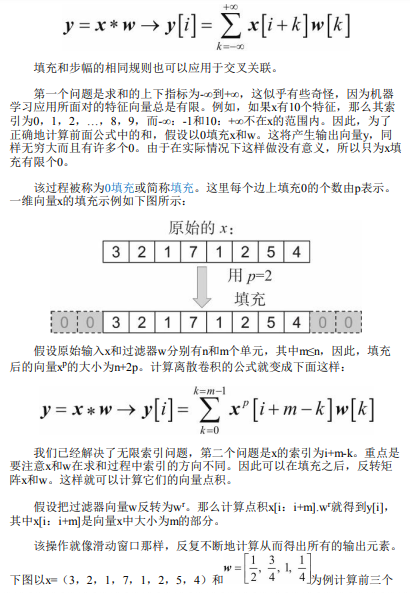 y = x * w → y[i] = ∑_{k=-∞}^{+∞} x[i+k]w[k]
填充和步幅的相同规则也可以应用于交叉关联。
第一个问题是求和的上下指标为-∞到+∞，这似乎有些奇怪，因为机器
学习应用所面对的特征向量总是有限。例如，如果x有10个特征，那么其索
引为0，1，2，…，8，9，而-∞：-1和10：+∞不在x的范围内。因此，为了
正确地计算前面公式中的和，假设以0填充x和w。这将产生输出向量y，同
样无穷大而且有许多个0。由于在实际情况下这样做没有意义，所以只为x填
充有限个0。
该过程被称为0填充或简称填充。这里每个边上填充0的个数由p表示。
一维向量x的填充示例如下图所示：
原始的 x:
3 2 1 7 1 2 5 4
用 p=2
填充
0 0 3 2 1 7 1 2 5 4 0 0
假设原始输入x和过滤器w分别有n和m个单元，其中m≤n，因此，填充
后的向量xᵖ的大小为n+2p。计算离散卷积的公式就变成下面这样：
y = x * w → y[i] = ∑_{k=0}^{k=m-1} xᵖ[i+m-k]w[k]
我们已经解决了无限索引问题，第二个问题是x的索引为i+m-k。重点是
要注意x和w在求和过程中索引的方向不同。因此可以在填充之后，反转矩
阵x和w。这样就可以计算它们的向量点积。
假设把过滤器向量w反转为wʳ。那么计算点积x[i：i+m].wʳ就得到y[i]，
其中x[i：i+m]是向量x中大小为m的部分。
该操作就像滑动窗口那样，反复不断地计算从而得出所有的输出元素。
下图以x=（3，2，1，7，1，2，5，4）和w = [1/2, 3/4, 1, 1/4]为例计算前三个